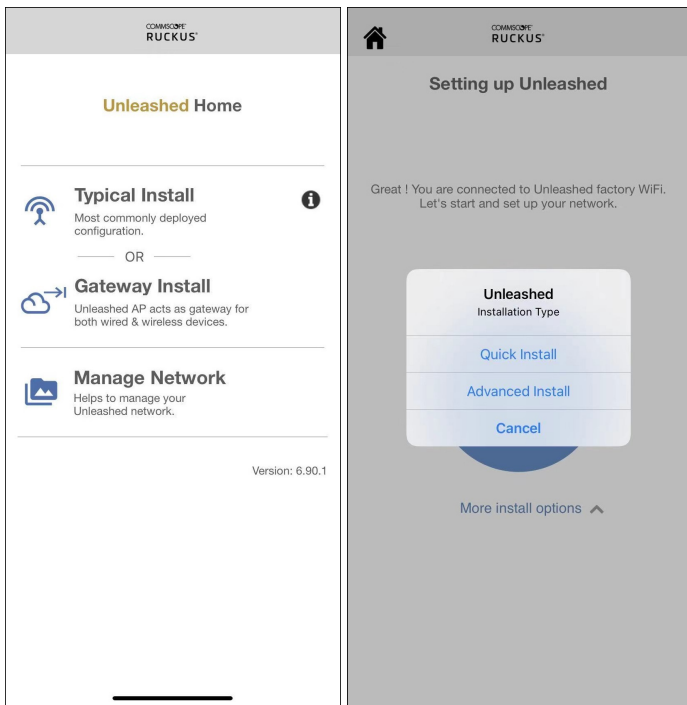 COMMSCOPE®
RUCKUS®
Unleashed Home
Typical Install
Most commonly deployed
configuration.
OR
Gateway Install
Unleashed AP acts as gateway for
both wired & wireless devices.
Manage Network
Helps to manage your
Unleashed network.
Version: 6.90.1
COMMSCOPE®
RUCKUS®
Setting up Unleashed
Great ! You are connected to Unleashed factory WiFi.
Let's start and set up your network.
Unleashed
Installation Type
Quick Install
Advanced Install
Cancel
More install options